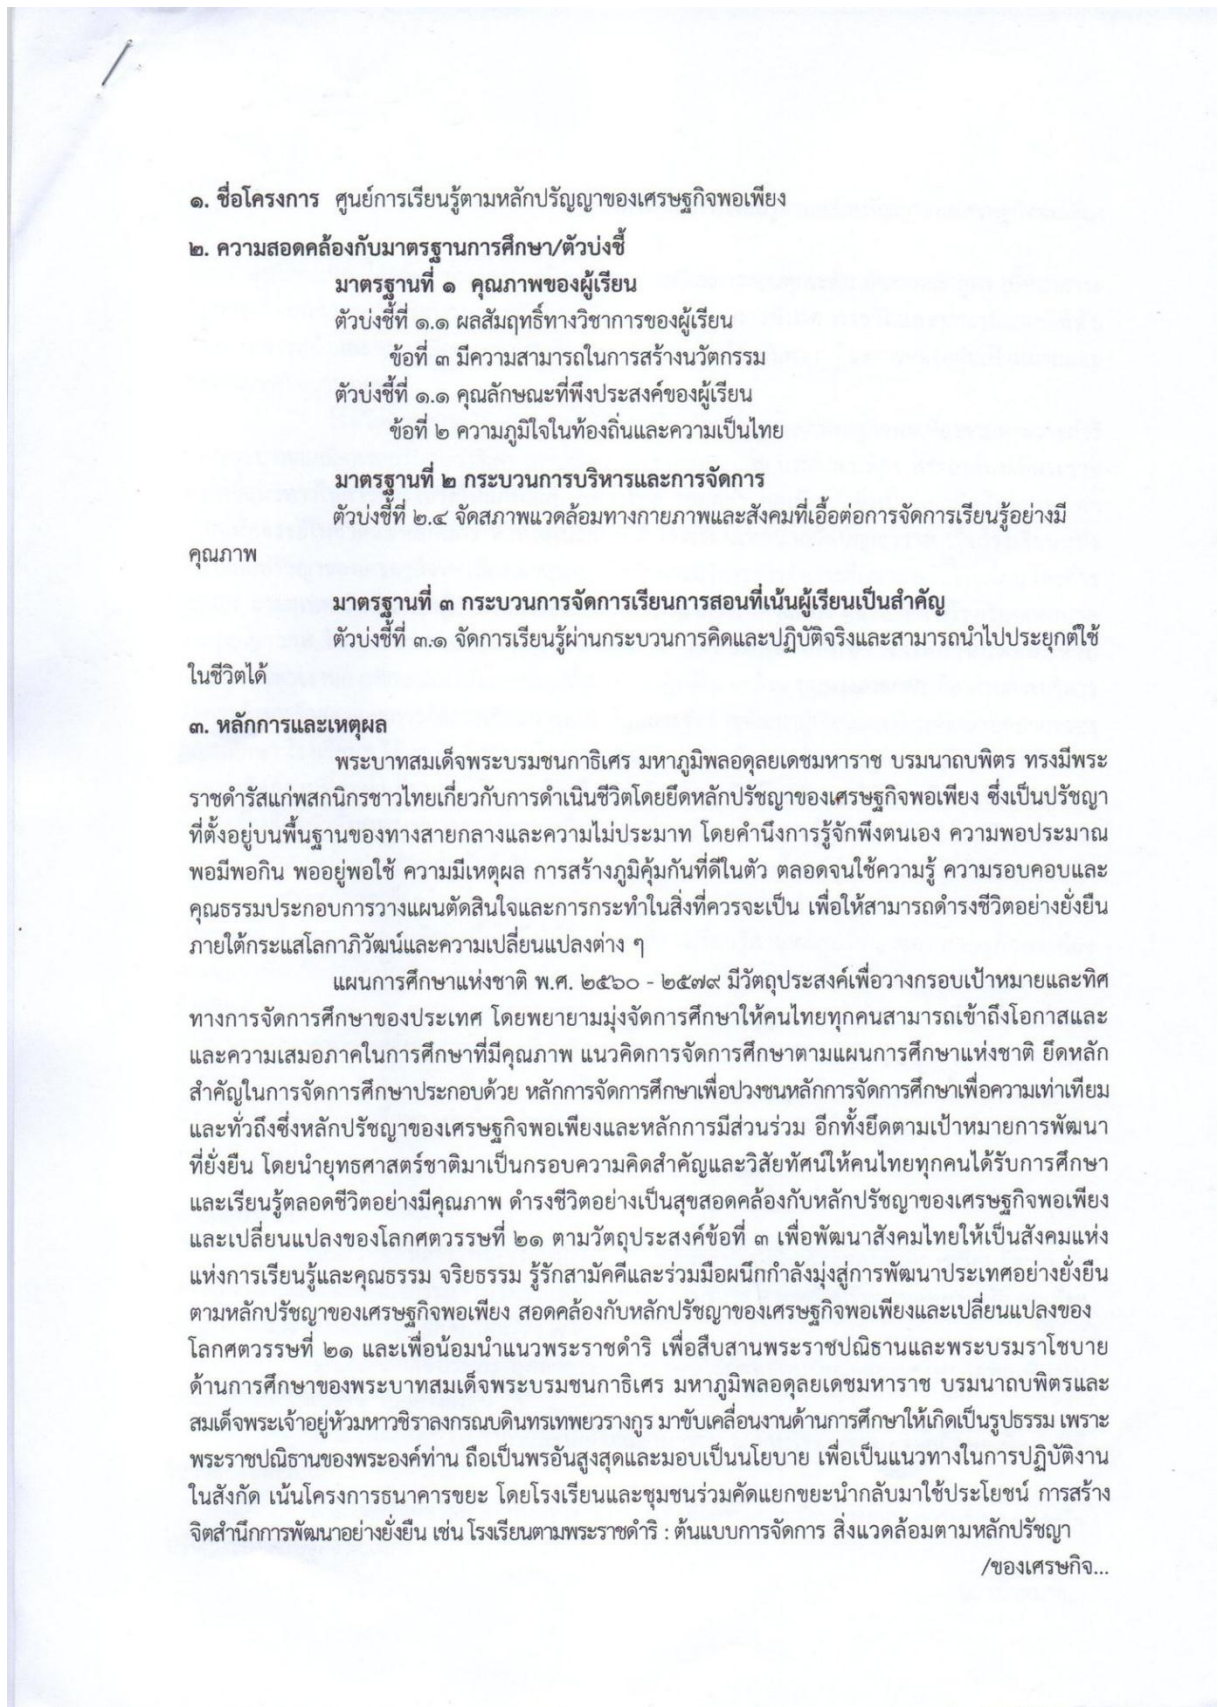 ๑. ชื่อโครงการ ศูนย์การเรียนรู้ตามหลักปรัญญาของเศรษฐกิจพอเพียง
๒. ความสอดคล้องกับมาตรฐานการศึกษา/ตัวบ่งชี้
มาตรฐานที่ ๑ คุณภาพของผู้เรียน
ตัวบ่งชี้ที่ ๑.๑ ผลสัมฤทธิ์ทางวิชาการของผู้เรียน
ข้อที่ ๓ มีความสามารถในการสร้างนวัตกรรม
ตัวบ่งชี้ที่ ๑.๑ คุณลักษณะที่พึงประสงค์ของผู้เรียน
ข้อที่ ๒ ความภูมิใจในท้องถิ่นและความเป็นไทย
มาตรฐานที่ ๒ กระบวนการบริหารและการจัดการ
ตัวบ่งชี้ที่ ๒.๔ จัดสภาพแวดล้อมทางกายภาพและสังคมที่เอื้อต่อการจัดการเรียนรู้อย่างมี
คุณภาพ
มาตรฐานที่ ๓ กระบวนการจัดการเรียนการสอนที่เน้นผู้เรียนเป็นสำคัญ
ตัวบ่งชี้ที่ ๓.๑ จัดการเรียนรู้ผ่านกระบวนการคิดและปฏิบัติจริงและสามารถนำไปประยุกต์ใช้
ในชีวิตได้
๓. หลักการและเหตุผล
พระบาทสมเด็จพระบรมชนกาธิเศร มหาภูมิพลอดุลยเดชมหาราช บรมนาถบพิตร ทรงมีพระ
ราชดำรัสแก่พสกนิกรชาวไทยเกี่ยวกับการดำเนินชีวิตโดยยึดหลักปรัชญาของเศรษฐกิจพอเพียง ซึ่งเป็นปรัชญา
ที่ตั้งอยู่บนพื้นฐานของทางสายกลางและความไม่ประมาท โดยคำนึงการรู้จักพึงตนเอง ความพอประมาณ
พอมีพอกิน พออยู่พอใช้ ความมีเหตุผล การสร้างภูมิคุ้มกันที่ดีในตัว ตลอดจนใช้ความรู้ ความรอบคอบและ
คุณธรรมประกอบการวางแผนตัดสินใจและการกระทำในสิ่งที่ควรจะเป็น เพื่อให้สามารถดำรงชีวิตอย่างยั่งยืน
ภายใต้กระแสโลกาภิวัฒน์และความเปลี่ยนแปลงต่าง ๆ
แผนการศึกษาแห่งชาติ พ.ศ. ๒๕๖๐ - ๒๕๗๙ มีวัตถุประสงค์เพื่อวางกรอบเป้าหมายและทิศ
ทางการจัดการศึกษาของประเทศ โดยพยายามมุ่งจัดการศึกษาให้คนไทยทุกคนสามารถเข้าถึงโอกาสและ
และความเสมอภาคในการศึกษาที่มีคุณภาพ แนวคิดการจัดการศึกษาตามแผนการศึกษาแห่งชาติ ยึดหลัก
สำคัญในการจัดการศึกษาประกอบด้วย หลักการจัดการศึกษาเพื่อปวงชนหลักการจัดการศึกษาเพื่อความเท่าเทียม
และทั่วถึงซึ่งหลักปรัชญาของเศรษฐกิจพอเพียงและหลักการมีส่วนร่วม อีกทั้งยึดตามเป้าหมายการพัฒนา
ที่ยั่งยืน โดยนำยุทธศาสตร์ชาติมาเป็นกรอบความคิดสำคัญและวิสัยทัศน์ให้คนไทยทุกคนได้รับการศึกษา
และเรียนรู้ตลอดชีวิตอย่างมีคุณภาพ ดำรงชีวิตอย่างเป็นสุขสอดคล้องกับหลักปรัชญาของเศรษฐกิจพอเพียง
และเปลี่ยนแปลงของโลกศตวรรษที่ ๒๑ ตามวัตถุประสงค์ข้อที่ ๓ เพื่อพัฒนาสังคมไทยให้เป็นสังคมแห่ง
แห่งการเรียนรู้และคุณธรรม จริยธรรม รู้รักสามัคคีและร่วมมือผนึกกำลังมุ่งสู่การพัฒนาประเทศอย่างยั่งยืน
ตามหลักปรัชญาของเศรษฐกิจพอเพียง สอดคล้องกับหลักปรัชญาของเศรษฐกิจพอเพียงและเปลี่ยนแปลงของ
โลกศตวรรษที่ ๒๑ และเพื่อน้อมนำแนวพระราชดำริ เพื่อสืบสานพระราชปณิธานและพระบรมราโชบาย
ด้านการศึกษาของพระบาทสมเด็จพระบรมชนกาธิเศร มหาภูมิพลอดุลยเดชมหาราช บรมนาถบพิตรและ
สมเด็จพระเจ้าอยู่หัวมหาวชิราลงกรณบดินทรเทพยวรางกูร มาขับเคลื่อนงานด้านการศึกษาให้เกิดเป็นรูปธรรม เพราะ
พระราชปณิธานของพระองค์ท่าน ถือเป็นพรอันสูงสุดและมอบเป็นนโยบาย เพื่อเป็นแนวทางในการปฏิบัติงาน
ในสังกัด เน้นโครงการธนาคารขยะ โดยโรงเรียนและชุมชนร่วมคัดแยกขยะนำกลับมาใช้ประโยชน์ การสร้าง
จิตสำนึกการพัฒนาอย่างยั่งยืน เช่น โรงเรียนตามพระราชดำริ : ต้นแบบการจัดการ สิ่งแวดล้อมตามหลักปรัชญา
/ของเศรษกิจ...